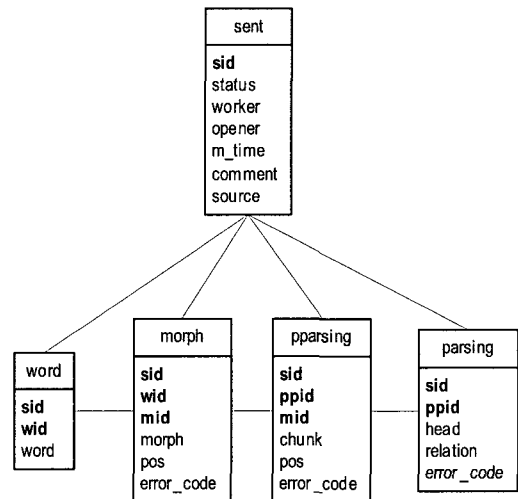 sent
sid
status
worker
opener
m_time
comment
source
word
sid
wid
word
morph
sid
wid
mid
morph
pos
error_code
pparsing
sid
ppid
mid
chunk
pos
error_code
parsing
sid
ppid
head
relation
error_code